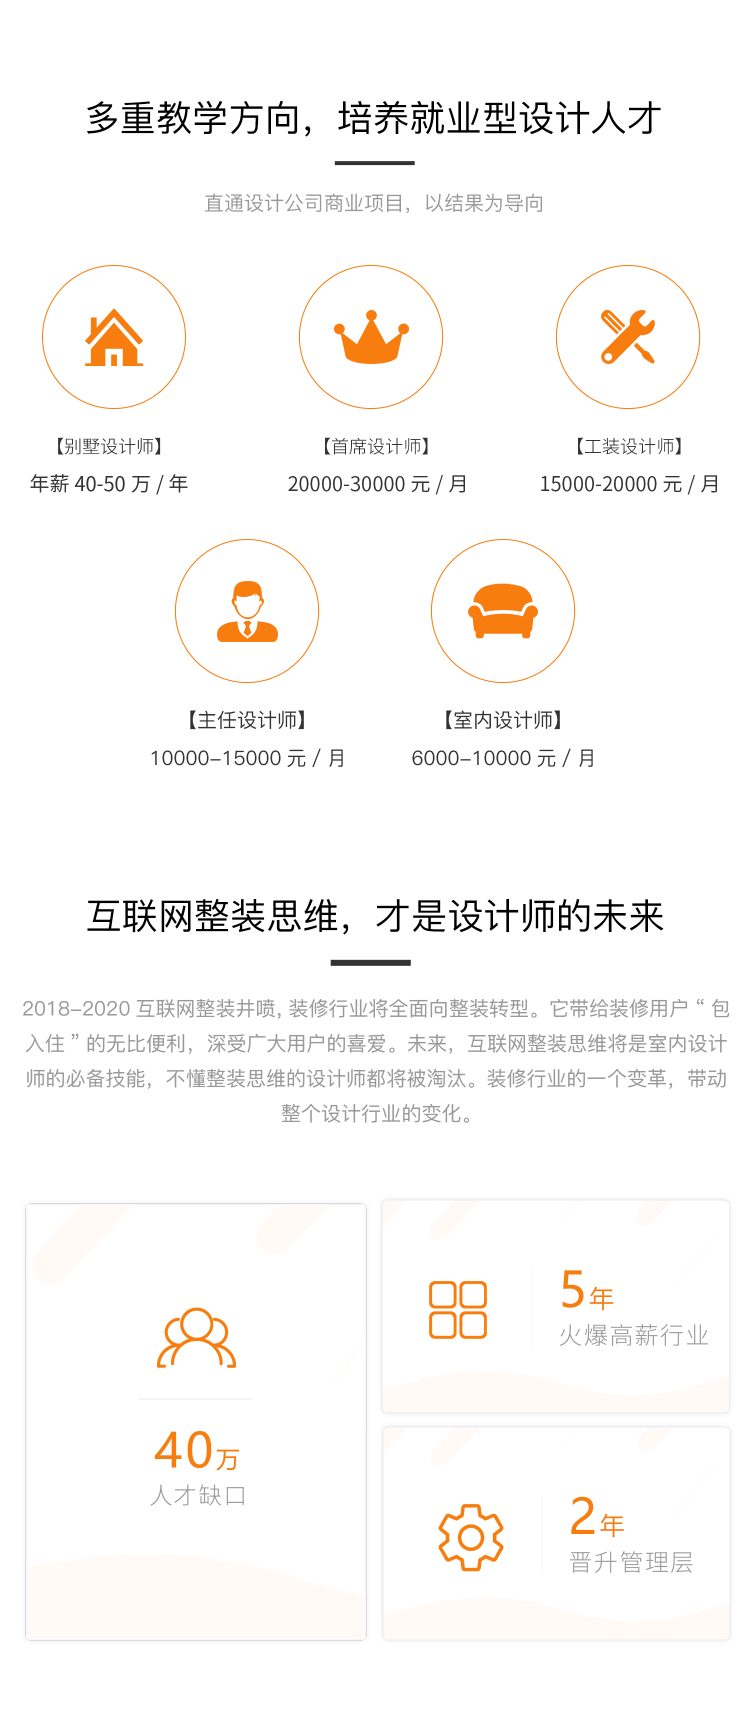 多重教学方向，培养就业型设计人才
直通设计公司商业项目，以结果为导向
【别墅设计师】
年薪 40-50 万 / 年
【首席设计师】
20000-30000 元 / 月
【工装设计师】
15000-20000 元 / 月
【主任设计师】
10000-15000 元 / 月
【室内设计师】
6000-10000 元 / 月
互联网整装思维，才是设计师的未来
2018-2020 互联网整装井喷, 装修行业将全面向整装转型。它带给装修用户 “ 包
入住 ” 的无比便利，深受广大用户的喜爱。未来，互联网整装思维将是室内设计
师的必备技能，不懂整装思维的设计师都将被淘汰。装修行业的一个变革，带动
整个设计行业的变化。
40万
人才缺口
5年
火爆高薪行业
2年
晋升管理层